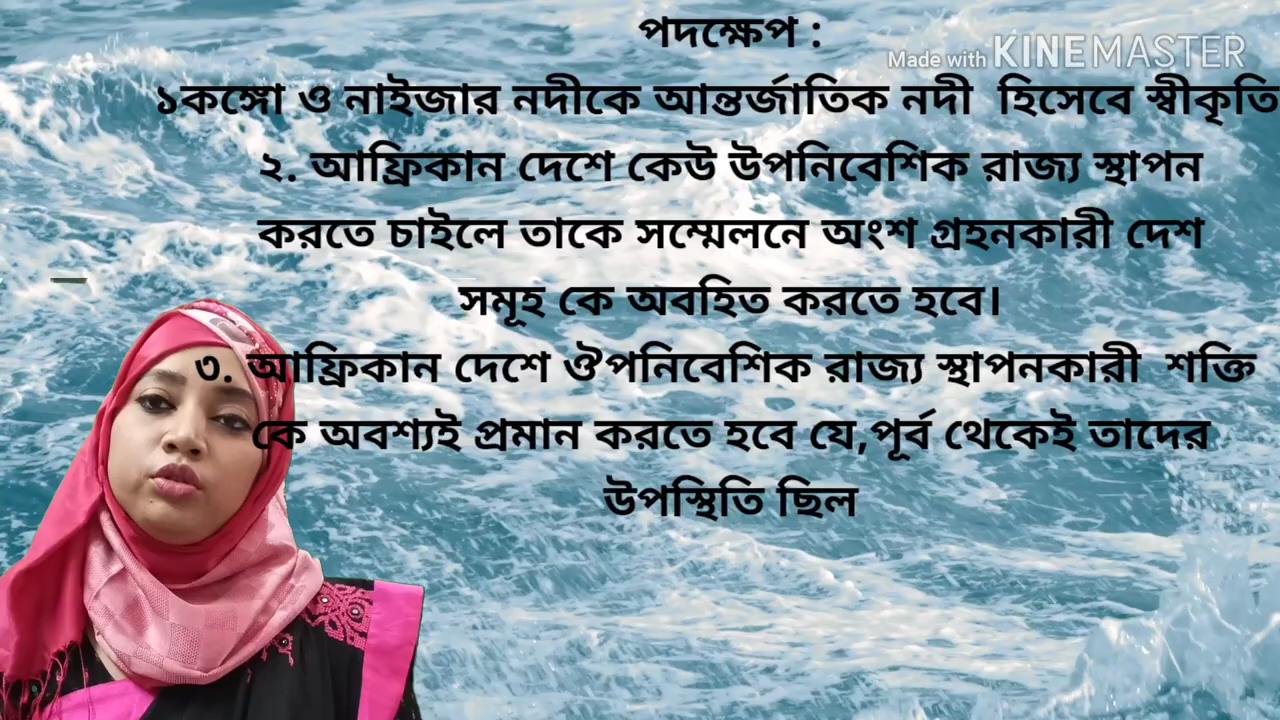 পদক্ষেপ :
Made with KINEMASTER
১কঙ্গো ও নাইজার নদীকে আন্তর্জাতিক নদী হিসেবে স্বীকৃতি
২. আফ্রিকান দেশে কেউ উপনিবেশিক রাজ্য স্থাপন
করতে চাইলে তাকে সম্মেলনে অংশ গ্রহনকারী দেশ
সমূহ কে অবহিত করতে হবে।
৩. আফ্রিকান দেশে ঔপনিবেশিক রাজ্য স্থাপনকারী শক্তি
কে অবশ্যই প্রমান করতে হবে যে,পূর্ব থেকেই তাদের
উপস্থিতি ছিল